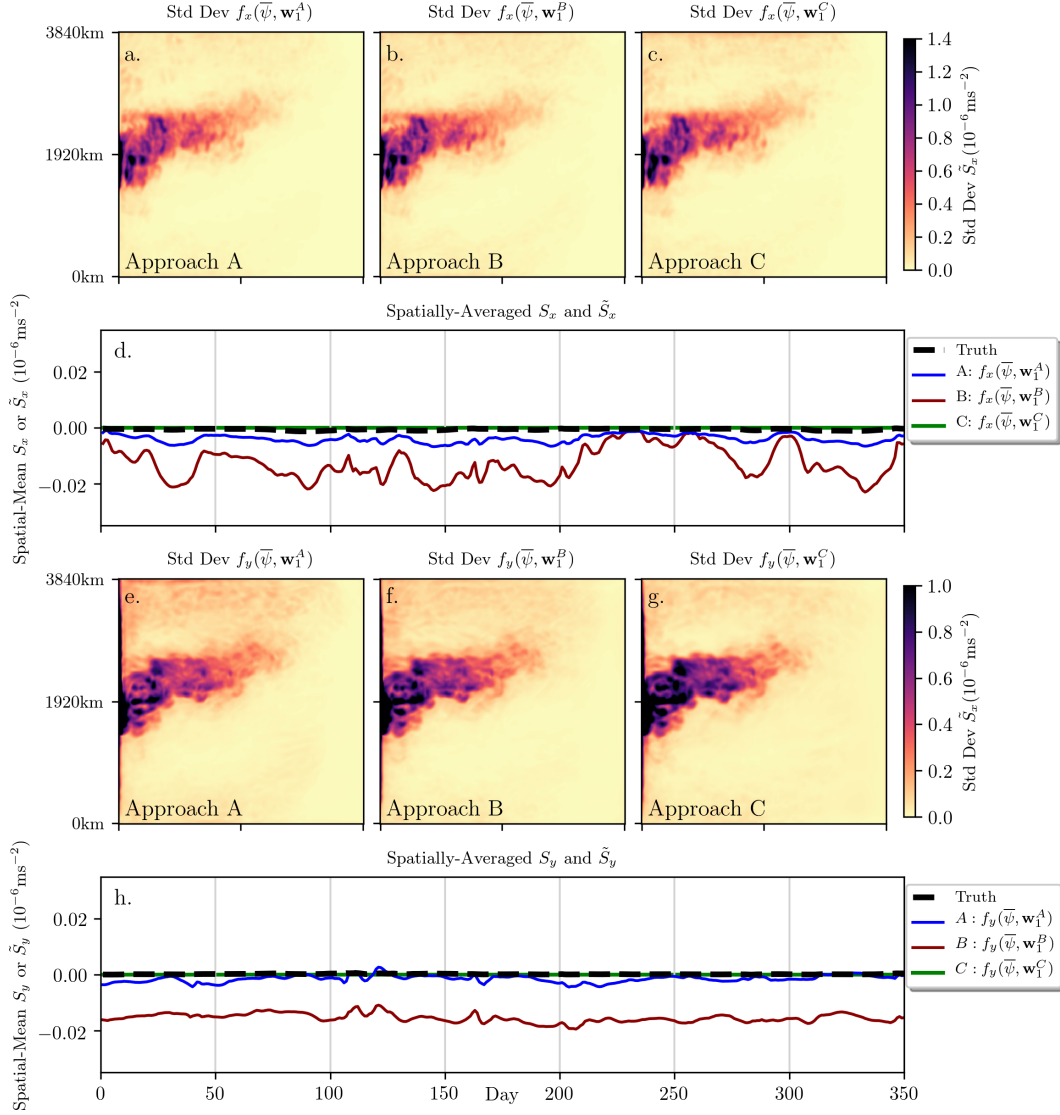 Std Dev $f_x(\overline{\psi}, \mathbf{w}_1^A)$
Std Dev $f_x(\overline{\psi}, \mathbf{w}_1^B)$
Std Dev $f_x(\overline{\psi}, \mathbf{w}_1^C)$
3840km
1920km
0km
a.
Approach A
b.
Approach B
c.
Approach C
1.4
1.2
1.0
0.8
0.6
0.4
0.2
0.0
Std Dev $\tilde{S}_x(10^{-6}\mathrm{ms}^{-2})$
Spatially-Averaged $S_x$ and $\tilde{S}_x$
Spatial-Mean $S_x$ or $\tilde{S}_x$ $(10^{-6}\mathrm{ms}^{-2})$
0.02
0.00
−0.02
d.
Truth
A: $f_x(\overline{\psi}, \mathbf{w}_1^A)$
B: $f_x(\overline{\psi}, \mathbf{w}_1^B)$
C: $f_x(\overline{\psi}, \mathbf{w}_1^C)$
Std Dev $f_y(\overline{\psi}, \mathbf{w}_1^A)$
Std Dev $f_y(\overline{\psi}, \mathbf{w}_1^B)$
Std Dev $f_y(\overline{\psi}, \mathbf{w}_1^C)$
3840km
1920km
0km
e.
Approach A
f.
Approach B
g.
Approach C
1.0
0.8
0.6
0.4
0.2
0.0
Std Dev $\tilde{S}_x(10^{-6}\mathrm{ms}^{-2})$
Spatially-Averaged $S_y$ and $\tilde{S}_y$
Spatial-Mean $S_y$ or $\tilde{S}_y$ $(10^{-6}\mathrm{ms}^{-2})$
0.02
0.00
−0.02
h.
Truth
$A : f_y(\overline{\psi}, \mathbf{w}_1^A)$
$B : f_y(\overline{\psi}, \mathbf{w}_1^B)$
$C : f_y(\overline{\psi}, \mathbf{w}_1^C)$
0 50 100 150 200 250 300 350
Day